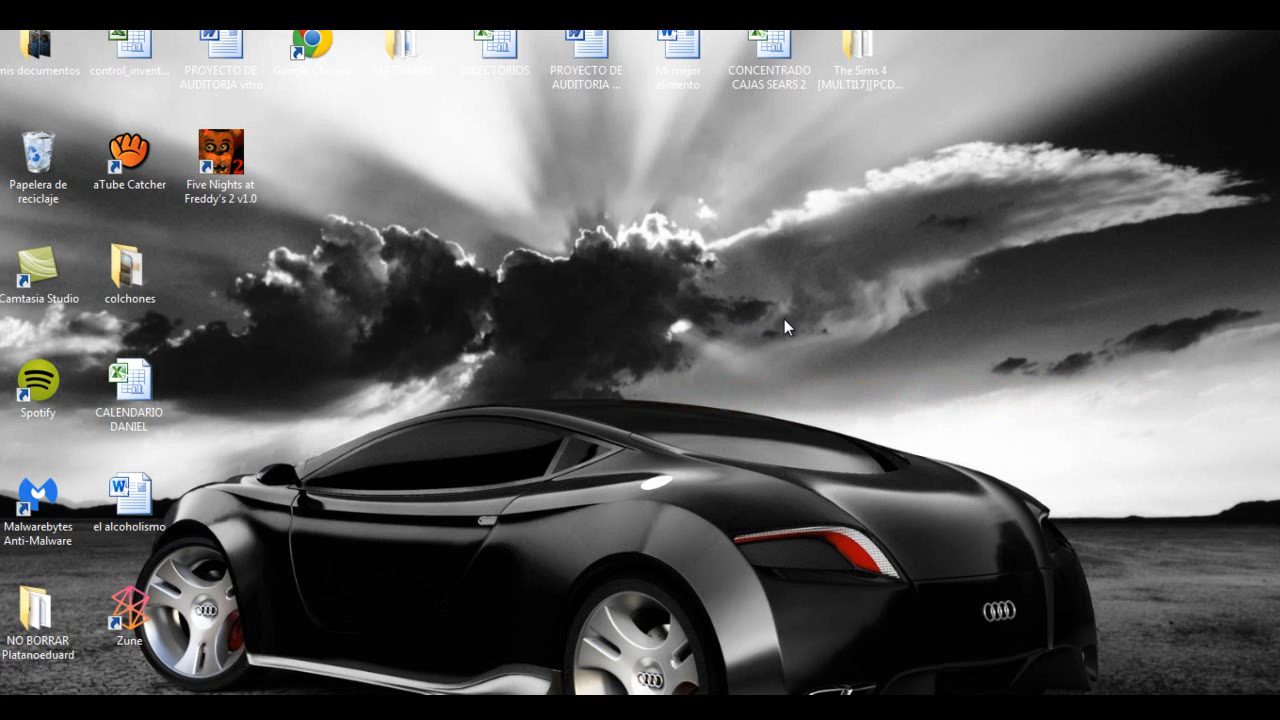 mis documentos
control_invent...
PROYECTO DE
AUDITORIA vitro
Google Chrome
SEPTIEMBRE
DIRECTORIOS
PROYECTO DE
AUDITORIA ...
Mi mejor
alimento
CONCENTRADO
CAJAS SEARS 2
The Sims 4
[MULTI17][PCD...
Papelera de
reciclaje
aTube Catcher
2
Five Nights at
Freddy's 2 v1.0
Camtasia Studio
colchones
Spotify
CALENDARIO
DANIEL
Malwarebytes
Anti-Malware
el alcoholismo
NO BORRAR
Platanoeduard
Zune